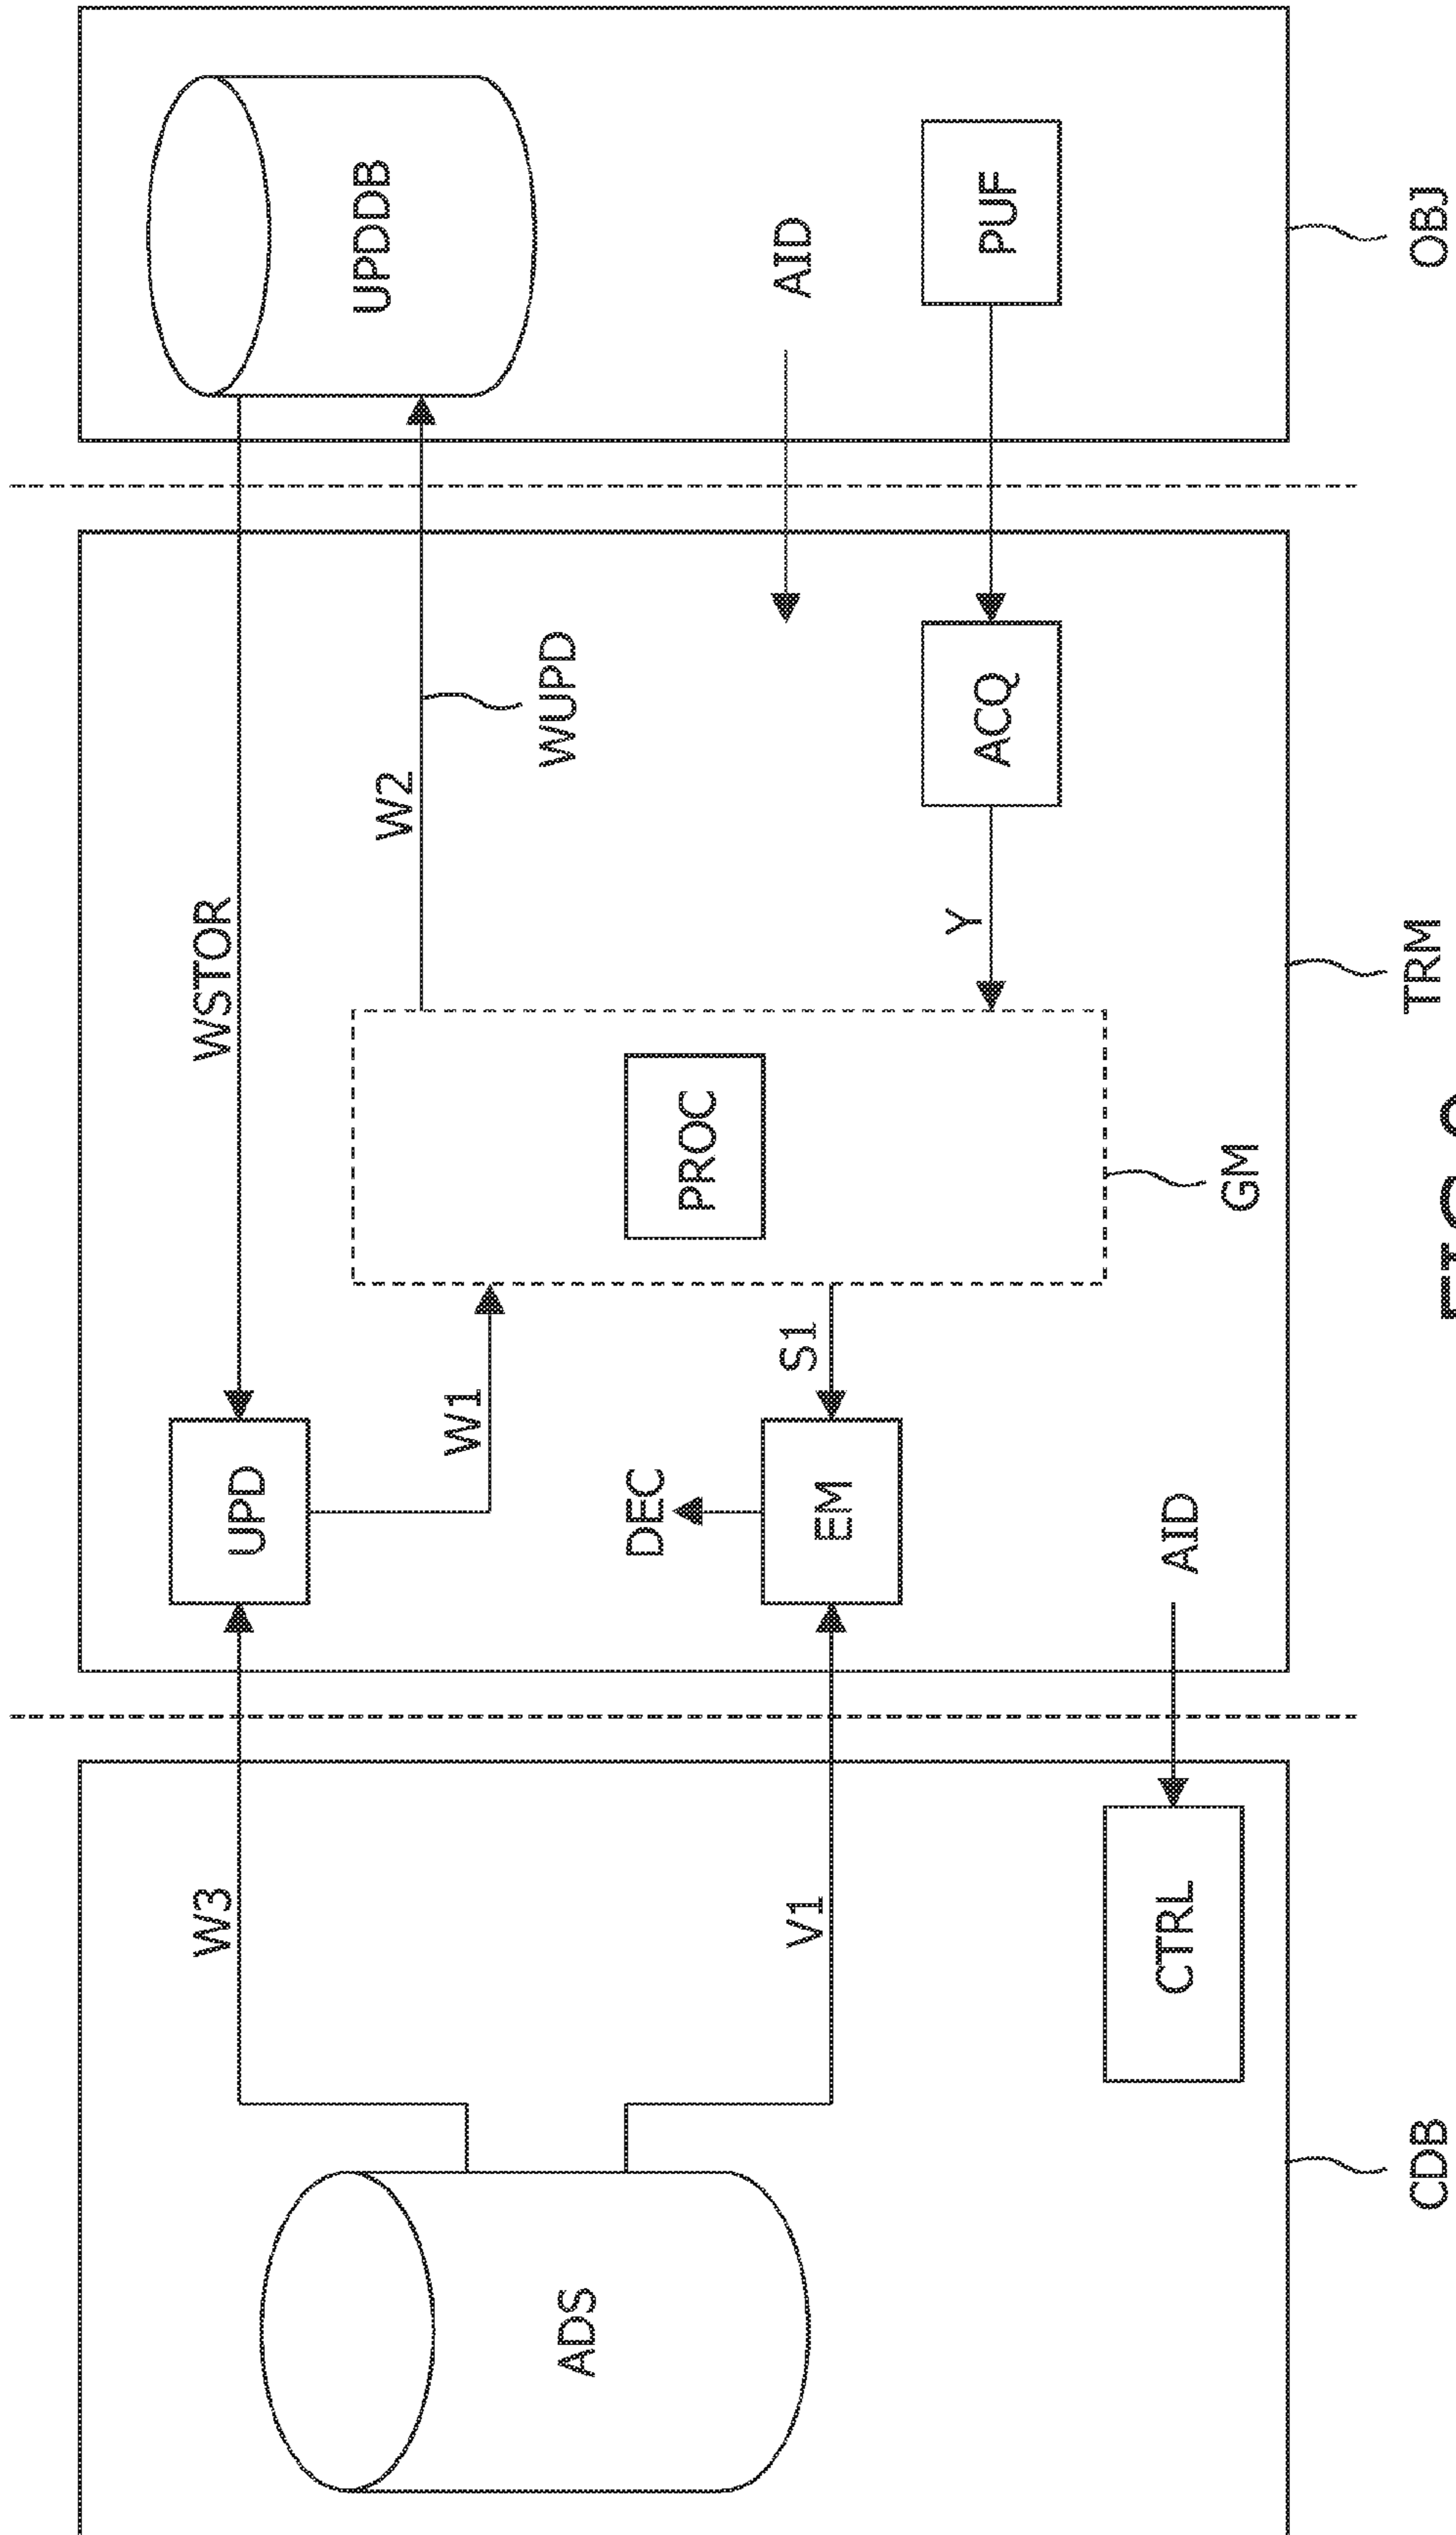 W3
WSTOR
UPD
UPDDB
W2
W1
WUPD
ADS
DEC
PROC
AID
V1
S1
EM
Y
ACQ
PUF
CTRL
AID
GM
CDB
TRM
OBJ